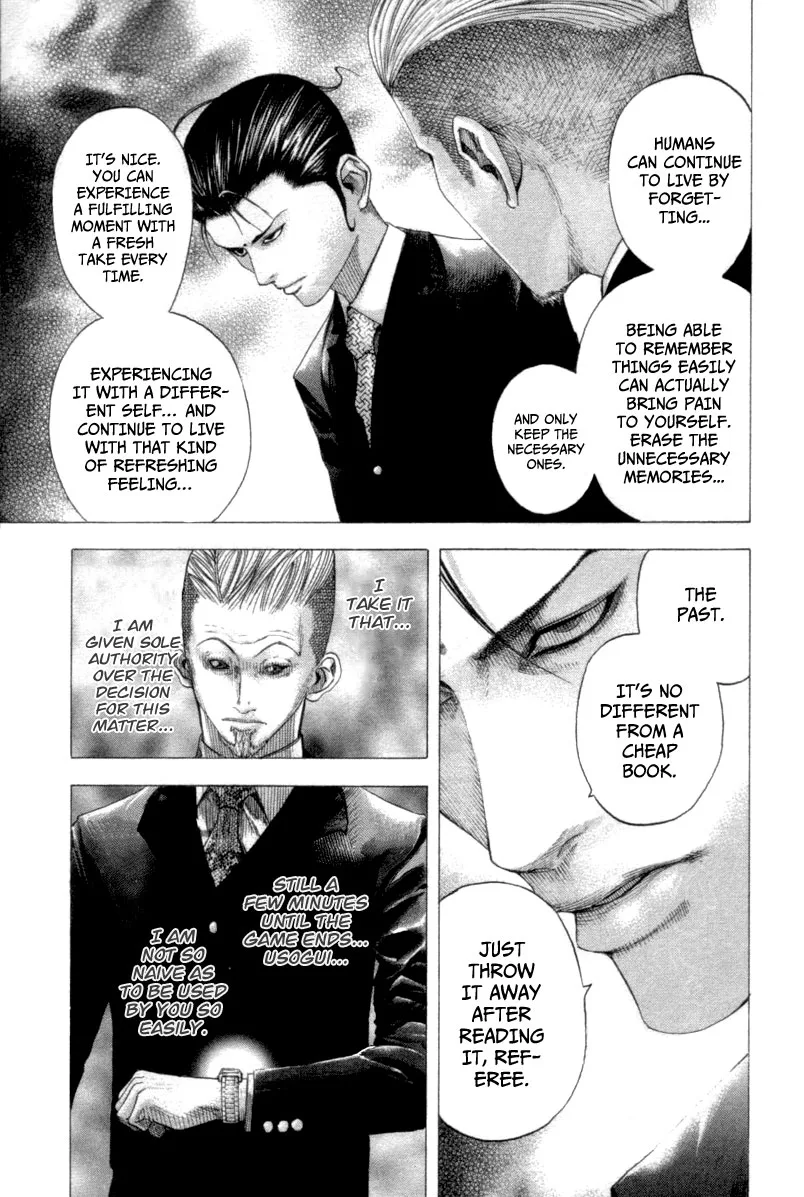 HUMANS
CAN CONTINUE
TO LIVE BY
FORGET-
TING...
BEING ABLE
TO REMEMBER
THINGS EASILY
CAN ACTUALLY
BRING PAIN
TO YOURSELF.
ERASE THE
UNNECESSARY
MEMORIES...
AND ONLY
KEEP THE
NECESSARY
ONES.
IT'S NICE.
YOU CAN
EXPERIENCE
A FULFILLING
MOMENT WITH
A FRESH
TAKE EVERY
TIME.
EXPERIENCING
IT WITH A DIFFER-
ENT SELF... AND
CONTINUE TO LIVE
WITH THAT KIND
OF REFRESHING
FEELING...
THE
PAST.
IT'S NO
DIFFERENT
FROM A
CHEAP
BOOK.
JUST
THROW
IT AWAY
AFTER
READING
IT, REF-
EREE.
I
TAKE IT
THAT...
I AM
GIVEN SOLE
AUTHORITY
OVER THE
DECISION
FOR THIS
MATTER...
STILL A
FEW MINUTES
UNTIL THE
GAME ENDS...
USOGUI...
I AM
NOT SO
NAIVE AS
TO BE USED
BY YOU SO
EASILY.